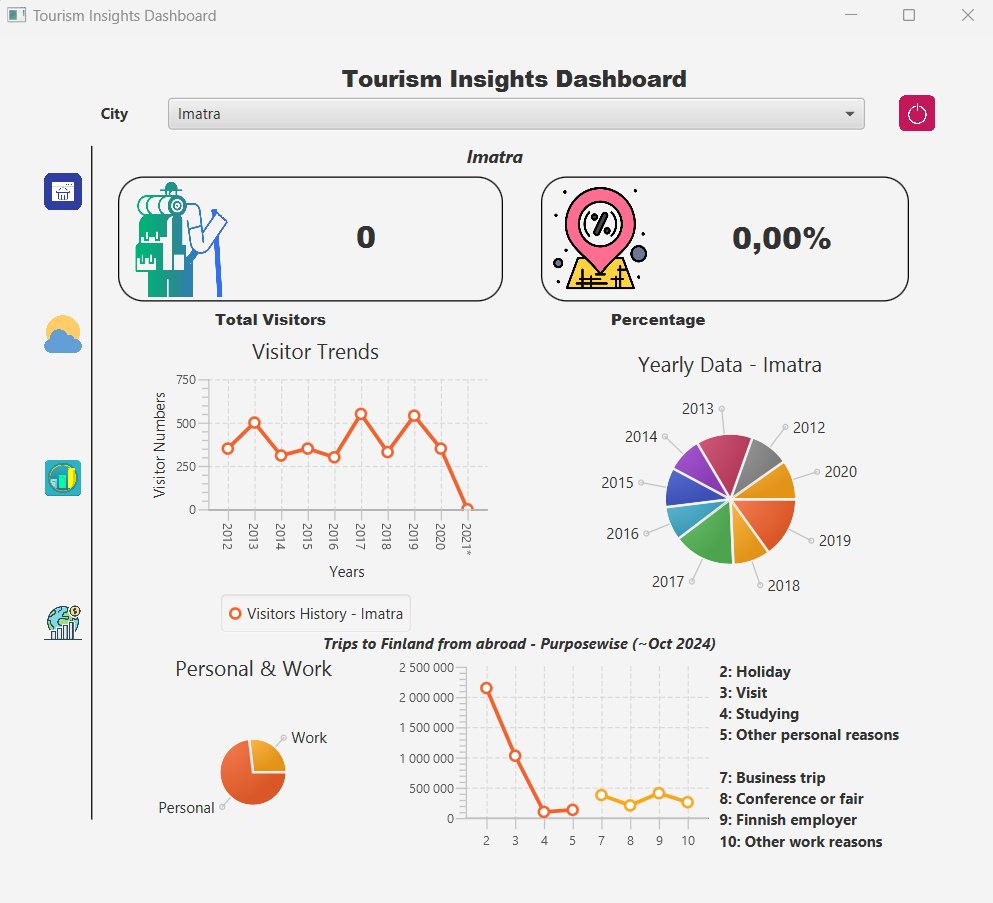 Tourism Insights Dashboard
Tourism Insights Dashboard
City
Imatra
Imatra
0
0,00%
Total Visitors
Percentage
Visitor Trends
Visitor Numbers
750
500
250
0
2012
2013
2014
2015
2016
2017
2018
2019
2020
2021*
Years
Visitors History - Imatra
Yearly Data - Imatra
2013
2012
2014
2020
2015
2016
2019
2017
2018
Trips to Finland from abroad - Purposewise (~Oct 2024)
Personal & Work
Work
Personal
2 500 000
2 000 000
1 500 000
1 000 000
500 000
0
2 3 4 5 7 8 9 10
2: Holiday
3: Visit
4: Studying
5: Other personal reasons
7: Business trip
8: Conference or fair
9: Finnish employer
10: Other work reasons